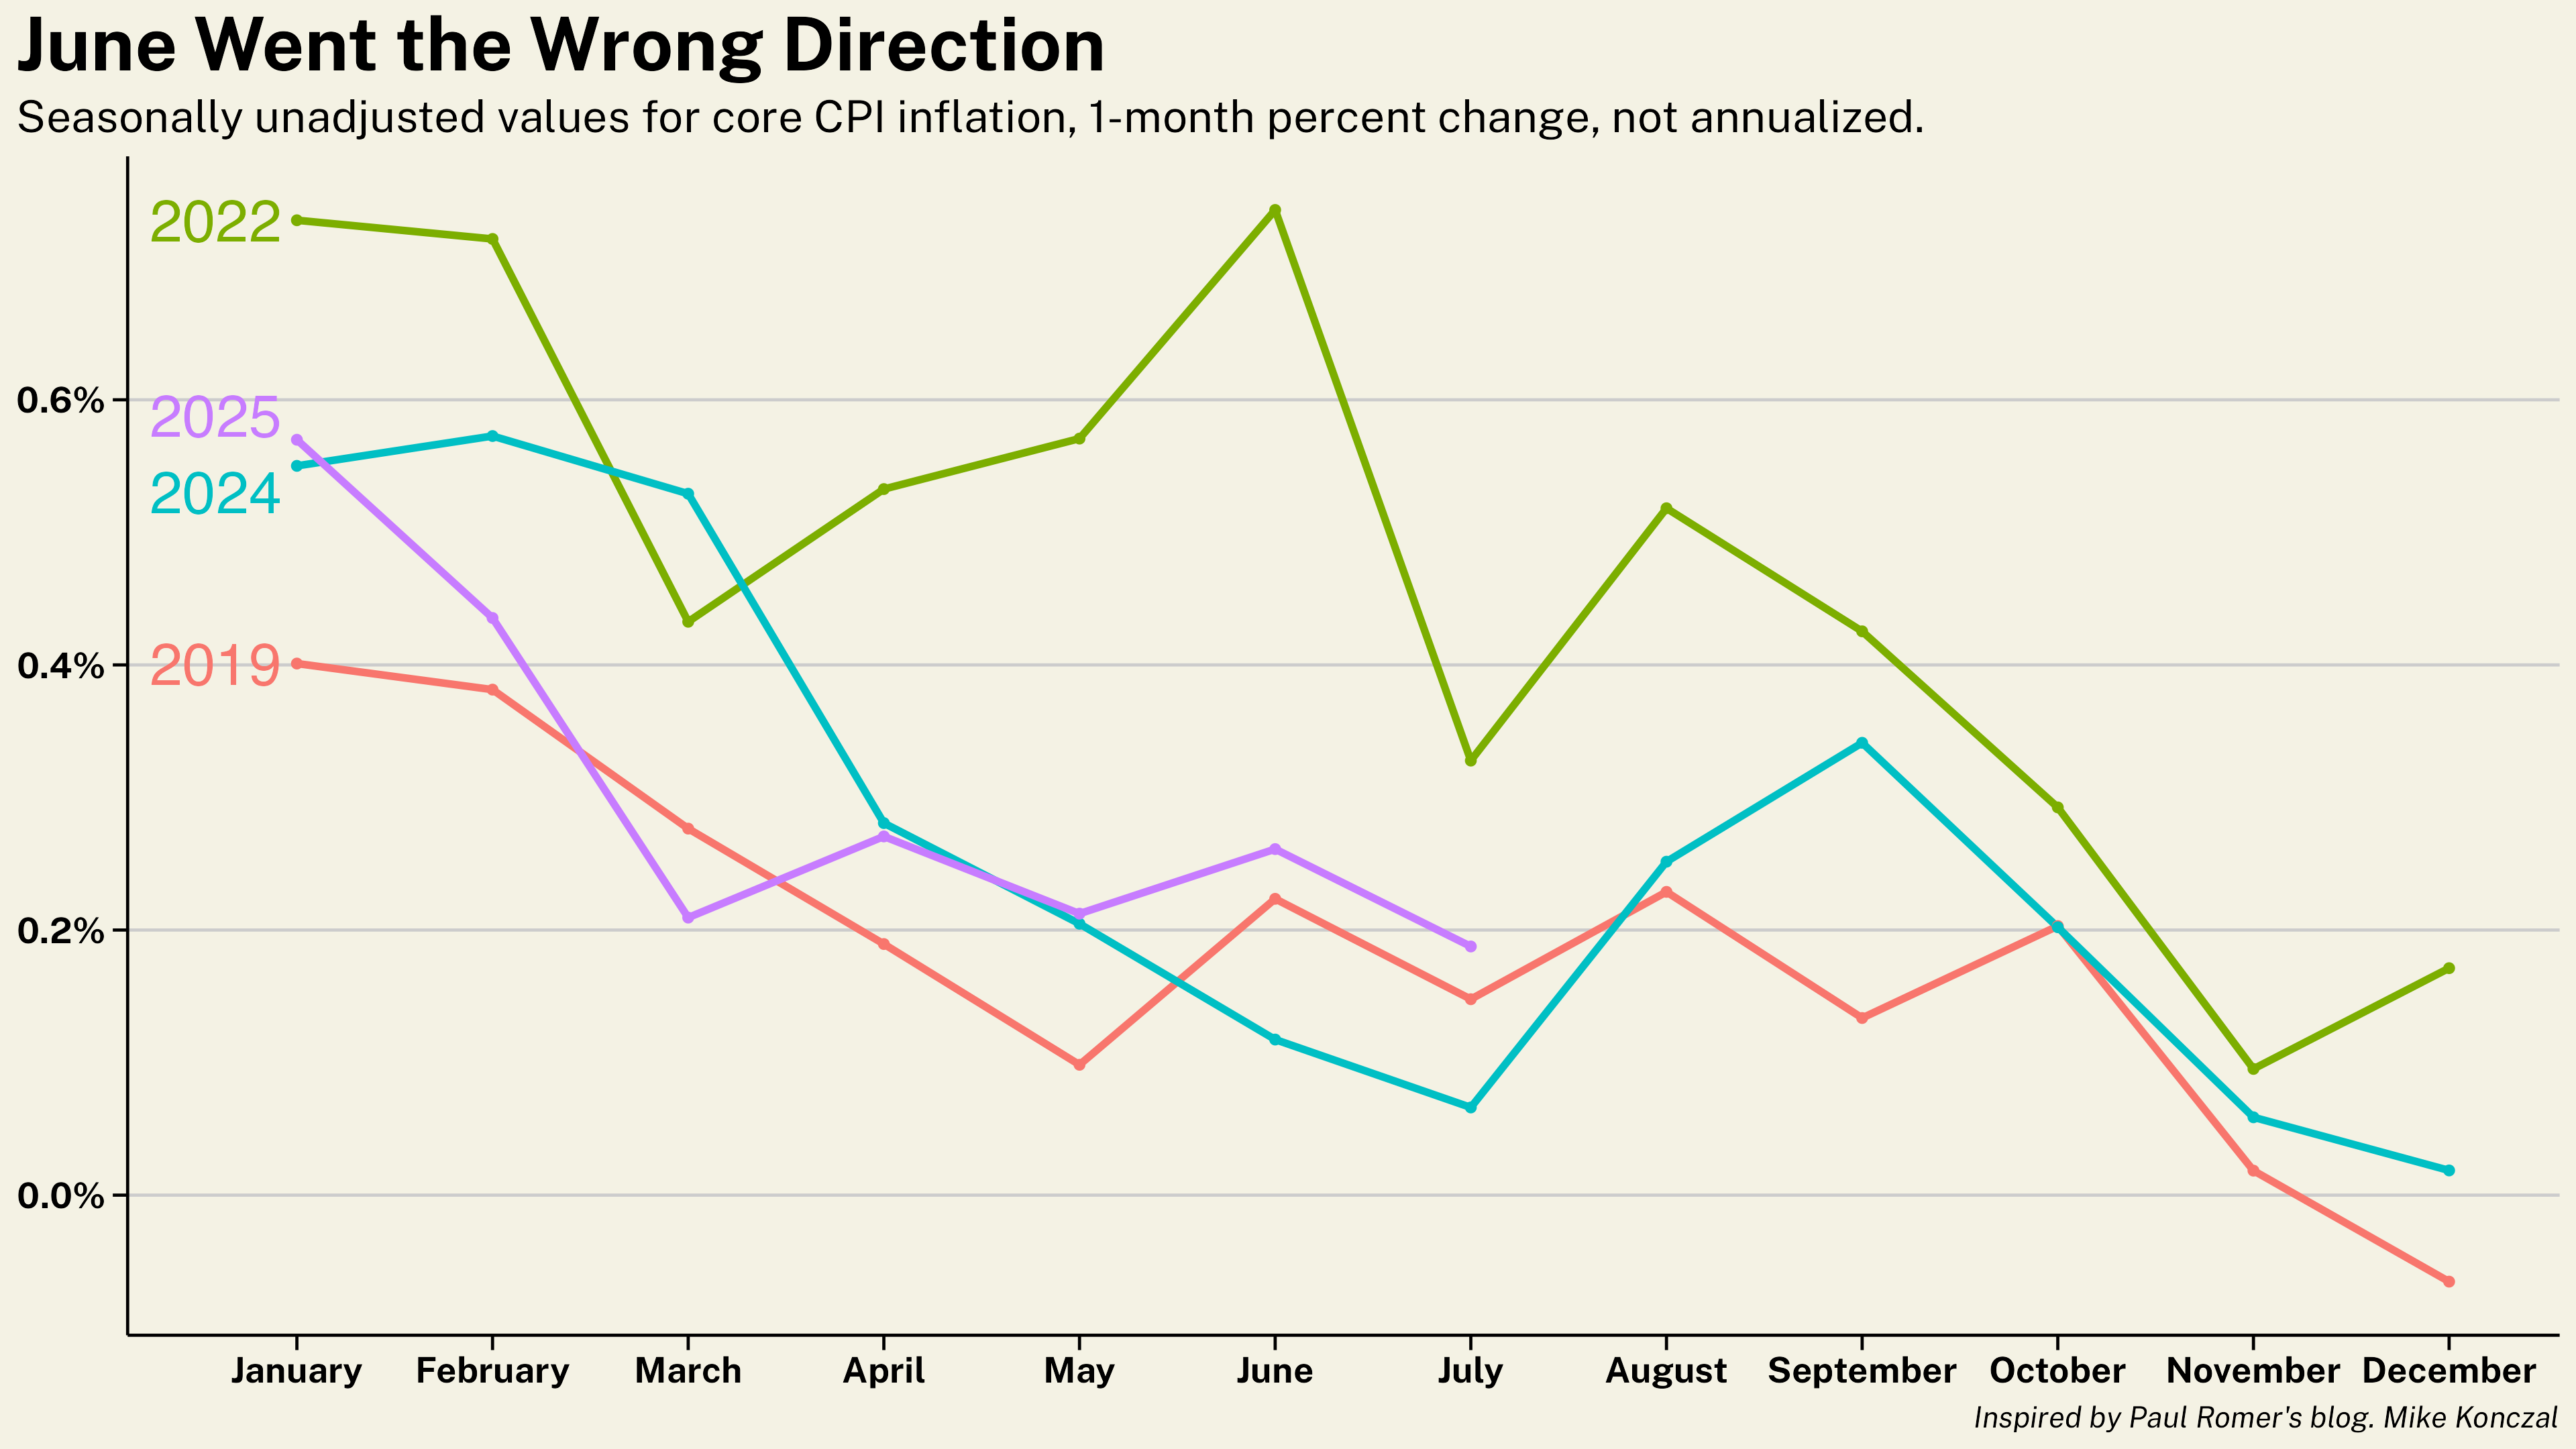 June Went the Wrong Direction
Seasonally unadjusted values for core CPI inflation, 1-month percent change, not annualized.
2022
0.6%
2025
2024
0.4%
2019
0.2%
0.0%
January February March April May June July August September October November December
Inspired by Paul Romer's blog. Mike Konczal